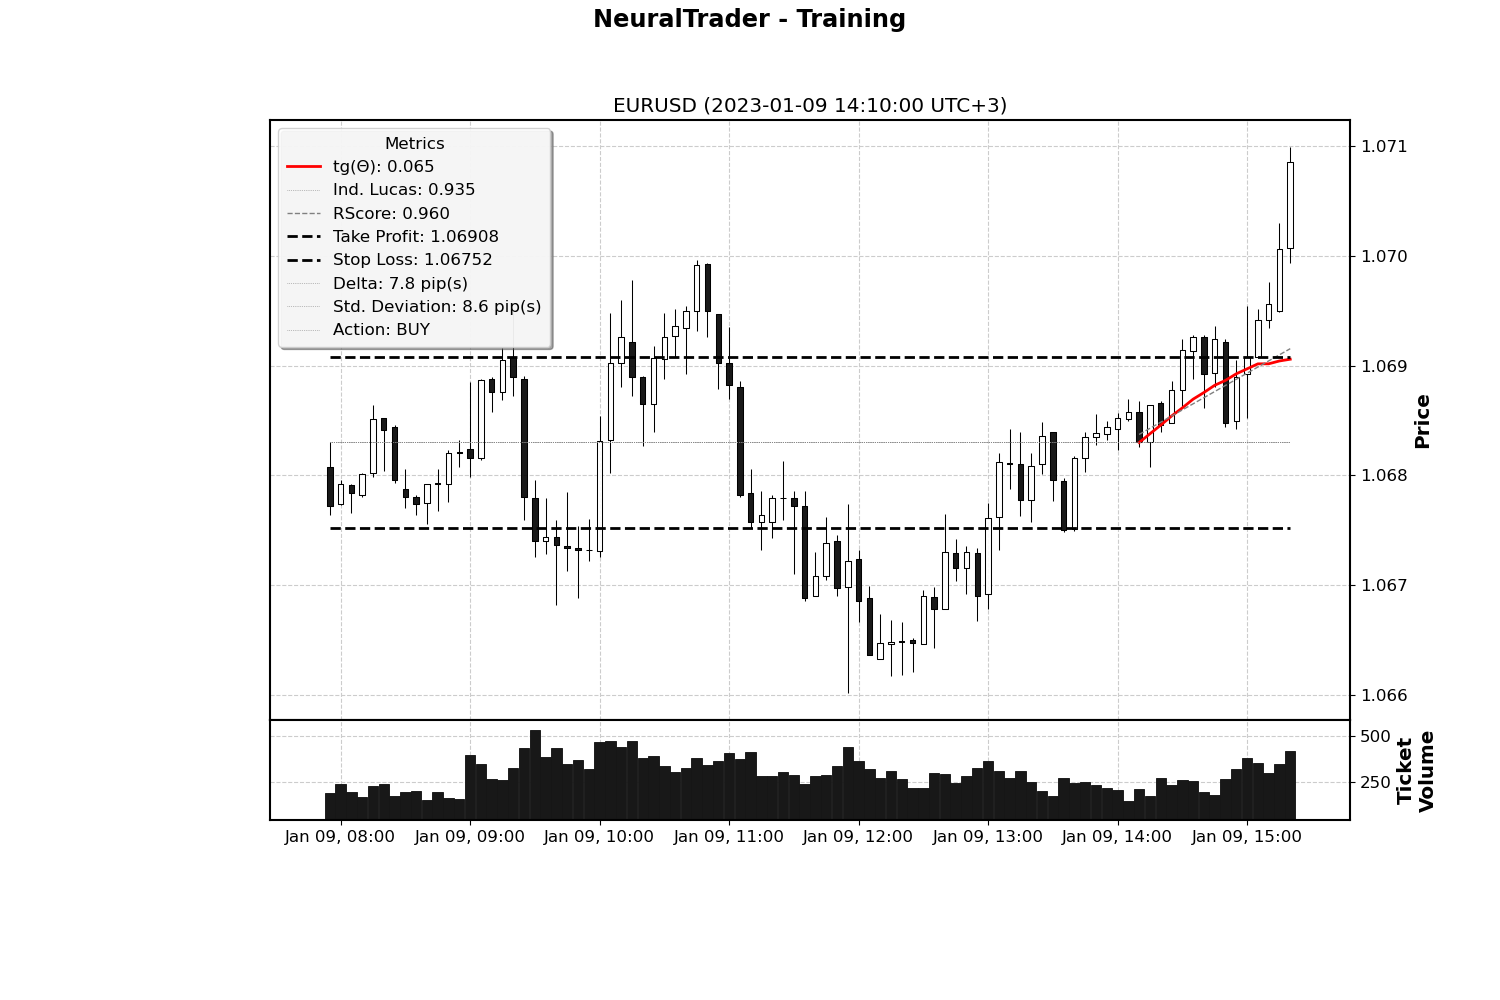 NeuralTrader - Training
EURUSD (2023-01-09 14:10:00 UTC+3)
Metrics
tg(Θ): 0.065
Ind. Lucas: 0.935
RScore: 0.960
Take Profit: 1.06908
Stop Loss: 1.06752
Delta: 7.8 pip(s)
Std. Deviation: 8.6 pip(s)
Action: BUY
1.071
1.070
1.069
1.068
1.067
1.066
Price
500
250
Ticket
Volume
Jan 09, 08:00
Jan 09, 09:00
Jan 09, 10:00
Jan 09, 11:00
Jan 09, 12:00
Jan 09, 13:00
Jan 09, 14:00
Jan 09, 15:00